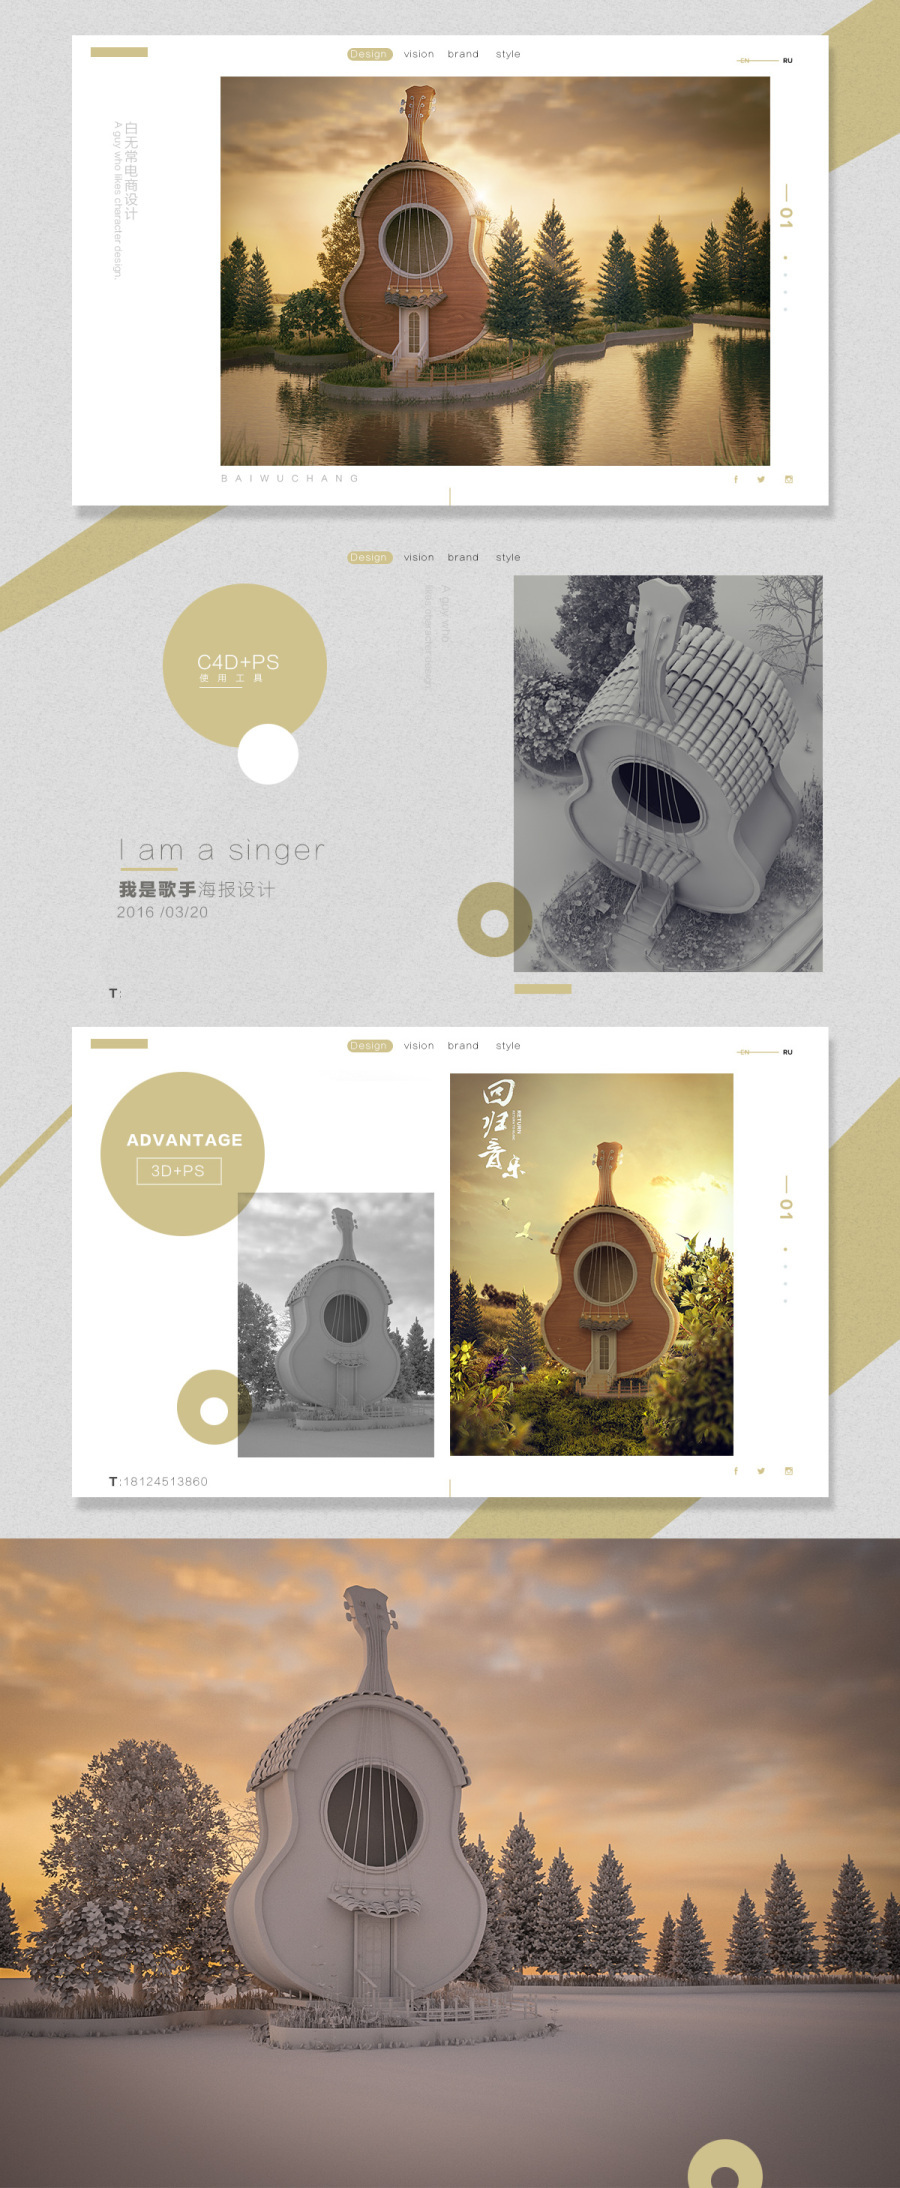 Design vision brand style
EN RU
白无常电商设计
A guy who likes character design.
01
BAIWUCHANG
Design vision brand style
C4D+PS
使用工具
A guy who
I am a singer
我是歌手海报设计
2016 /03/20
T:
Design vision brand style
EN RU
ADVANTAGE
3D+PS
回归音乐
RETURN
01
T:18124513860